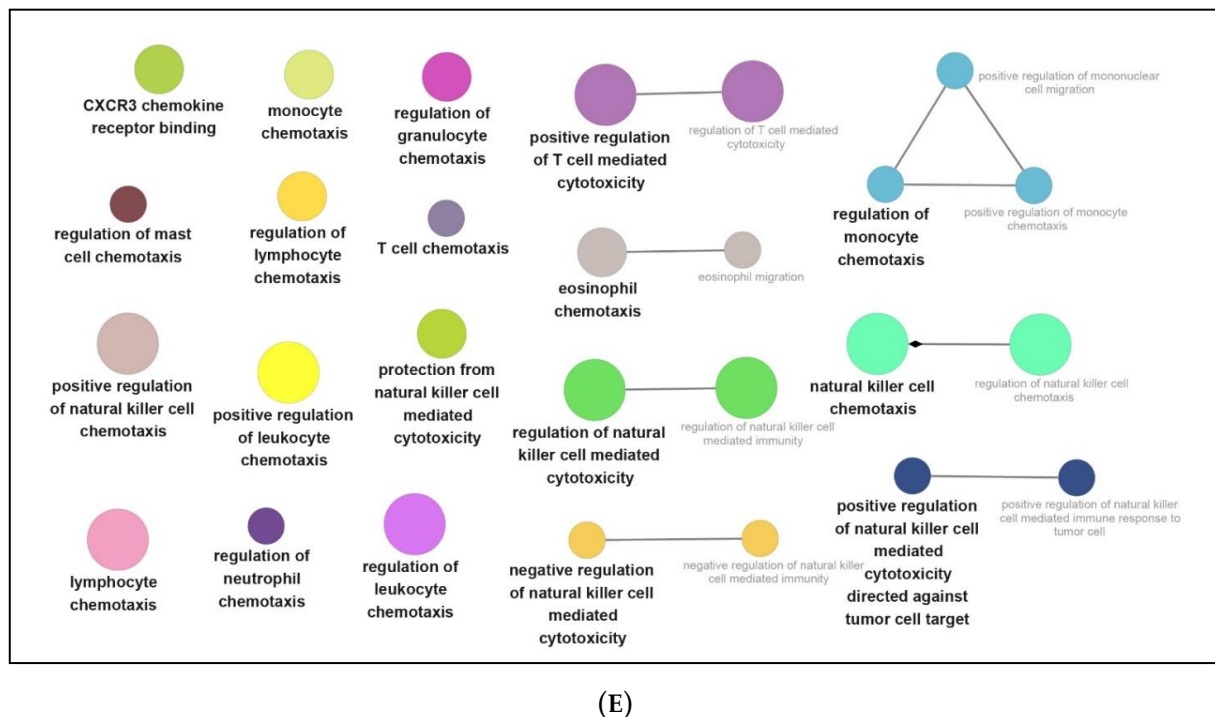 CXCR3 chemokine
receptor binding
monocyte
chemotaxis
regulation of
granulocyte
chemotaxis
positive regulation
of T cell mediated
cytotoxicity
regulation of T cell mediated
cytotoxicity
positive regulation of mononuclear
cell migration
regulation of
monocyte
chemotaxis
positive regulation of monocyte
chemotaxis
regulation of mast
cell chemotaxis
regulation of
lymphocyte
chemotaxis
T cell chemotaxis
eosinophil
chemotaxis
eosinophil migration
positive regulation
of natural killer cell
chemotaxis
positive regulation
of leukocyte
chemotaxis
protection from
natural killer cell
mediated
cytotoxicity
regulation of natural
killer cell mediated
cytotoxicity
regulation of natural killer cell
mediated immunity
natural killer cell
chemotaxis
regulation of natural killer cell
chemotaxis
lymphocyte
chemotaxis
regulation of
neutrophil
chemotaxis
regulation of
leukocyte
chemotaxis
negative regulation
of natural killer cell
mediated
cytotoxicity
negative regulation of natural killer
cell mediated immunity
positive regulation
of natural killer cell
mediated
cytotoxicity
directed against
tumor cell target
positive regulation of natural killer
cell mediated immune response to
tumor cell
(E)